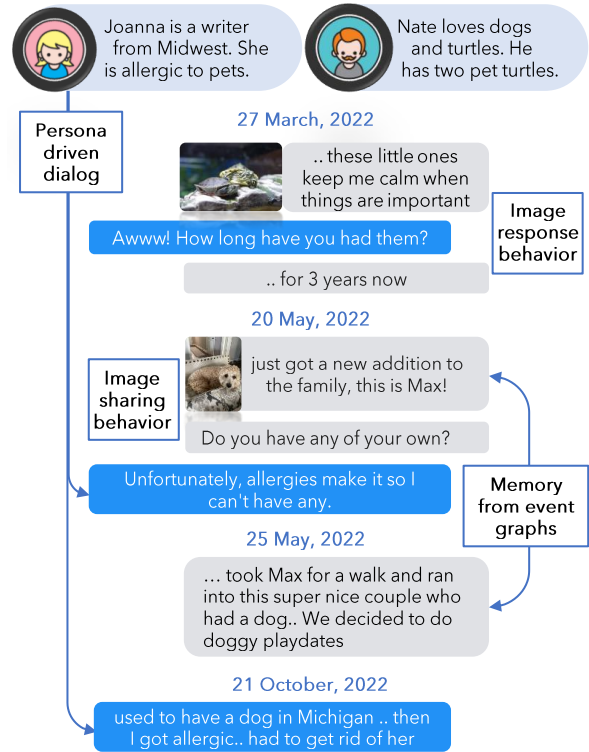 Joanna is a writer
from Midwest. She
is allergic to pets.
Nate loves dogs
and turtles. He
has two pet turtles.
27 March, 2022
Persona
driven
dialog
.. these little ones
keep me calm when
things are important
Image
response
behavior
Awww! How long have you had them?
.. for 3 years now
20 May, 2022
just got a new addition to
the family, this is Max!
Image
sharing
behavior
Do you have any of your own?
Unfortunately, allergies make it so I
can't have any.
Memory
from event
graphs
25 May, 2022
... took Max for a walk and ran
into this super nice couple who
had a dog.. We decided to do
doggy playdates
21 October, 2022
used to have a dog in Michigan .. then
I got allergic.. had to get rid of her